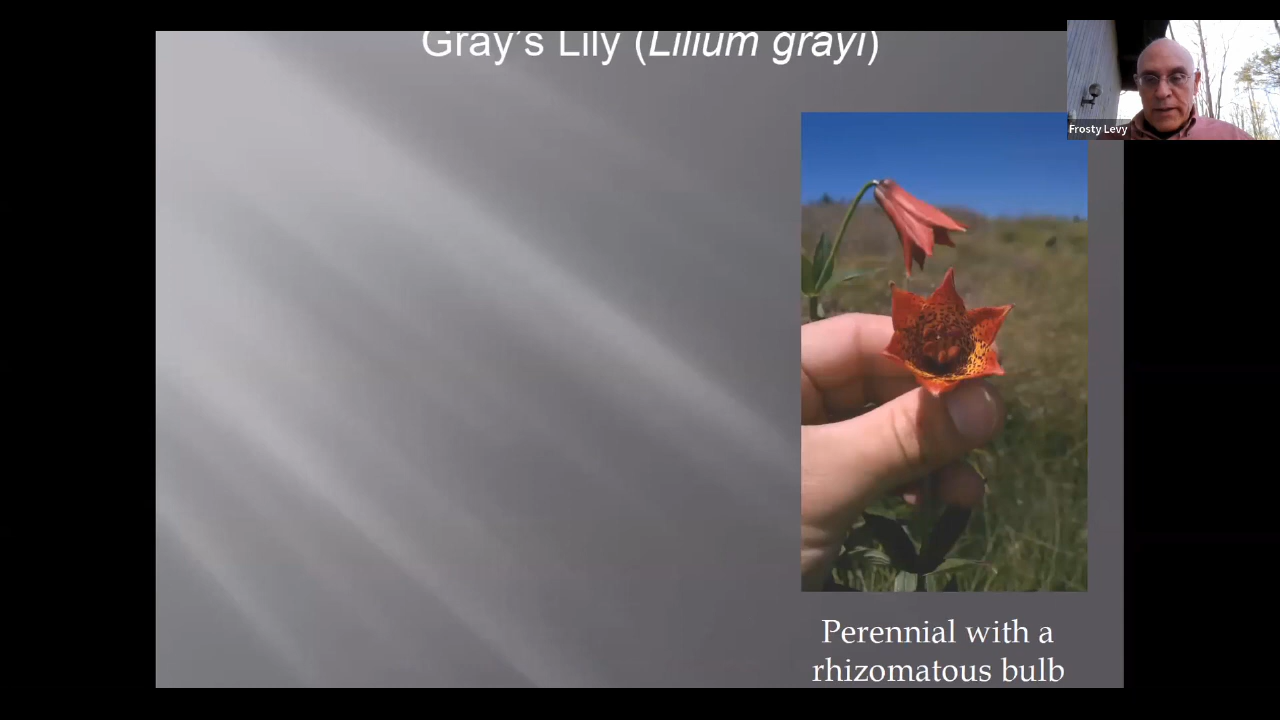 Gray's Lily (Lilium grayi)
Frosty Levy
Perennial with a
rhizomatous bulb